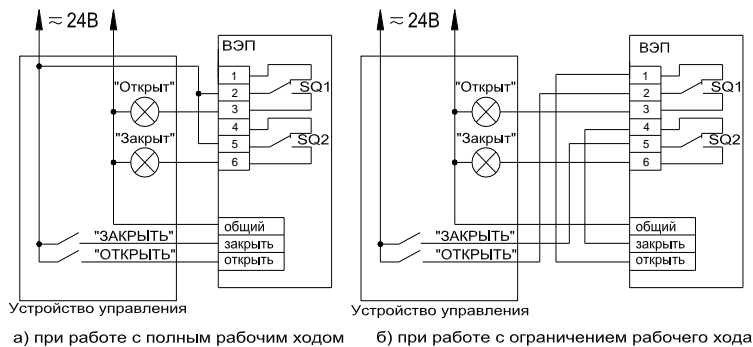 ≂ 24В
ВЭП
"Открыт"
"Закрыт"
1
2
3
4
5
6
SQ1
SQ2
общий
закрыть
открыть
"ЗАКРЫТЬ"
"ОТКРЫТЬ"
Устройство управления
а) при работе с полным рабочим ходом
≂ 24В
ВЭП
"Открыт"
"Закрыт"
1
2
3
4
5
6
SQ1
SQ2
общий
закрыть
открыть
"ЗАКРЫТЬ"
"ОТКРЫТЬ"
Устройство управления
б) при работе с ограничением рабочего хода